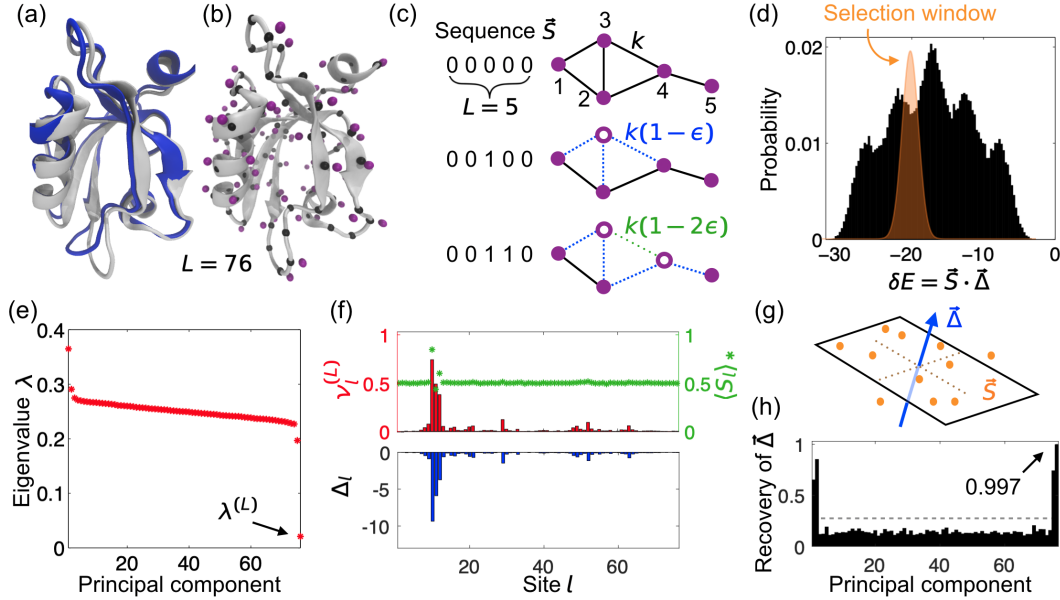 (a)
(b)
L = 76
(c)
Sequence S⃗
0 0 0 0 0
L = 5
3
k
1
2
4
5
k(1−ϵ)
0 0 1 0 0
k(1−2ϵ)
0 0 1 1 0
(d)
Selection window
0.02
0.01
0
Probability
−30
−20
−10
0
δE = S⃗ · Δ⃗
(e)
0.4
0.3
0.2
0.1
0
Eigenvalue λ
λ^(L)
20
40
60
Principal component
(f)
1
0.5
0
ν_l^(L)
1
0.5
0
⟨S_l⟩*
0
-5
-10
Δ_l
20
40
60
Site l
(g)
Δ⃗
S⃗
(h)
1
0.5
0
Recovery of Δ⃗
0.997
20
40
60
Principal component